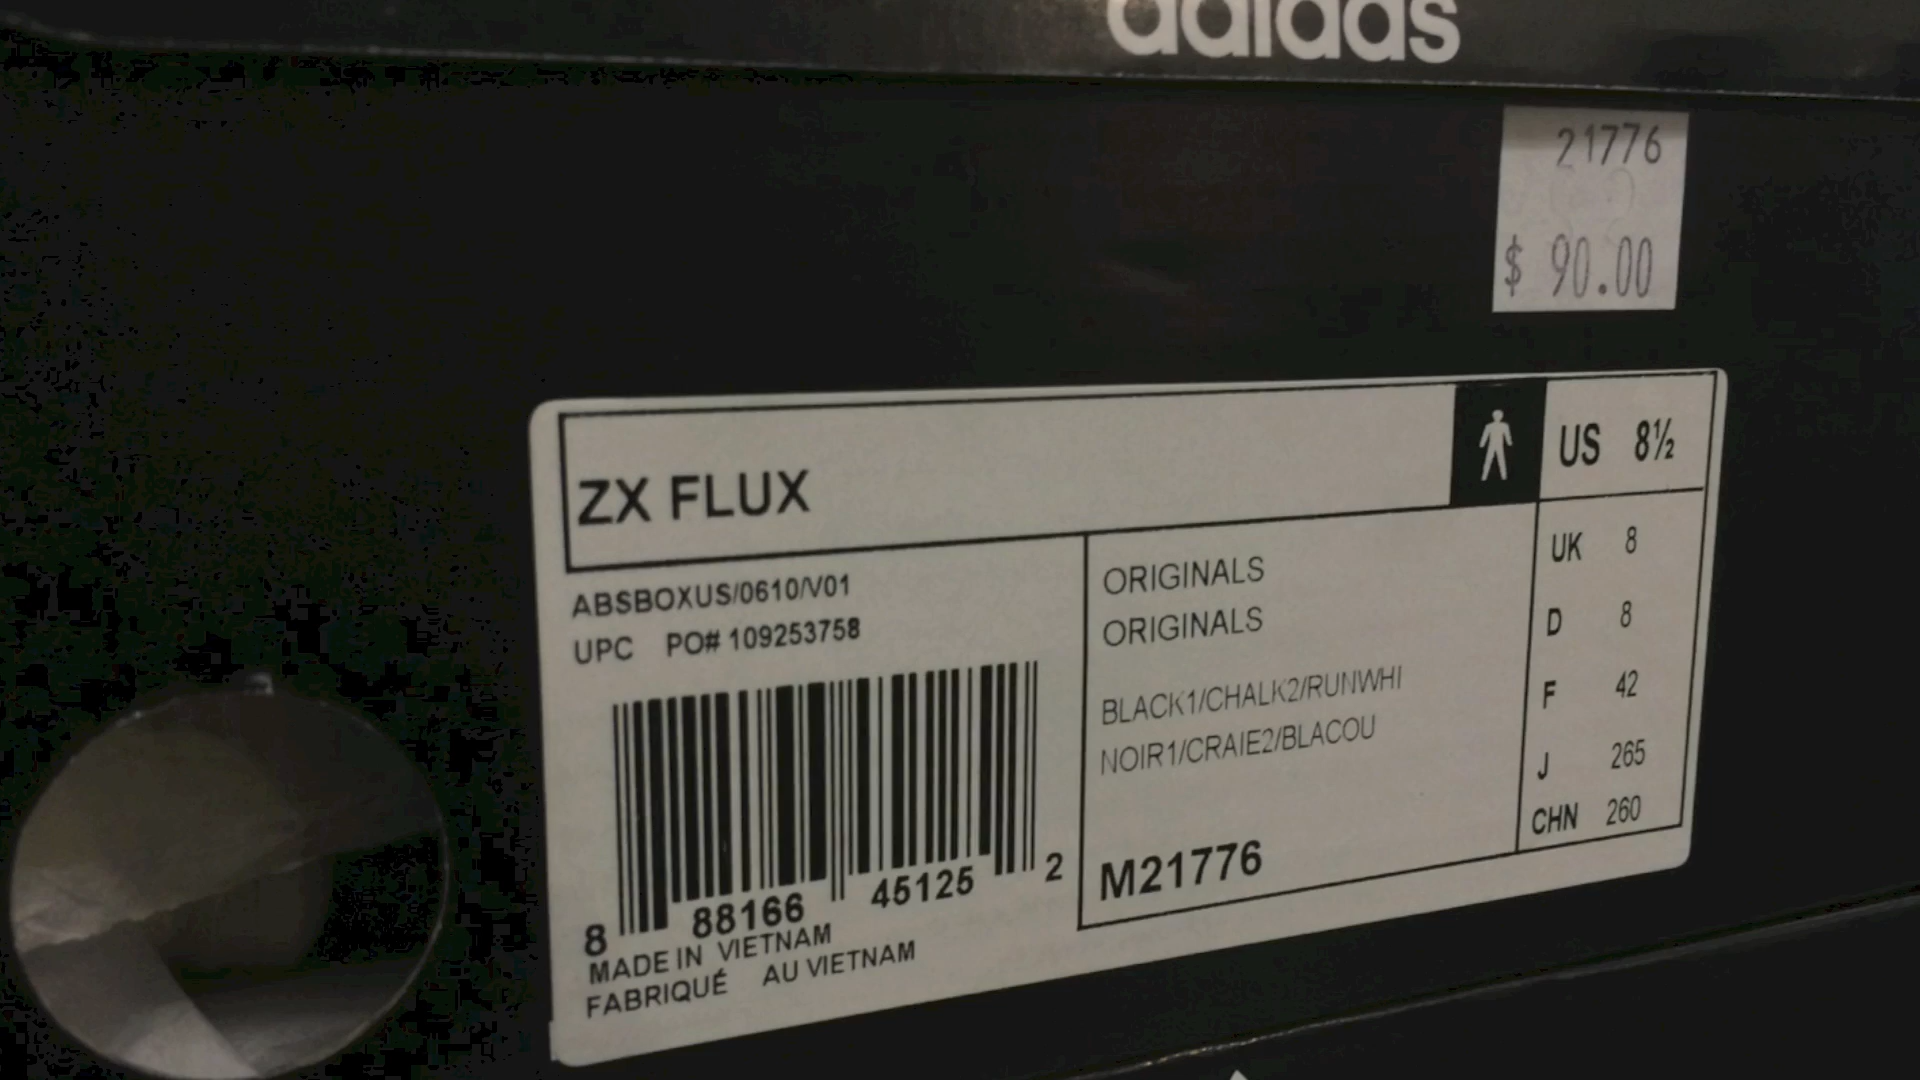 adidas
21776
$ 90.00
ZX FLUX
US 8½
ABSBOXUS/0610/V01
UPC PO# 109253758
8 88166 45125 2
MADE IN VIETNAM
FABRIQUÉ AU VIETNAM
ORIGINALS
ORIGINALS
BLACK1/CHALK2/RUNWHI
NOIR1/CRAIE2/BLACOU
M21776
UK 8
D 8
F 42
J 265
CHN 260